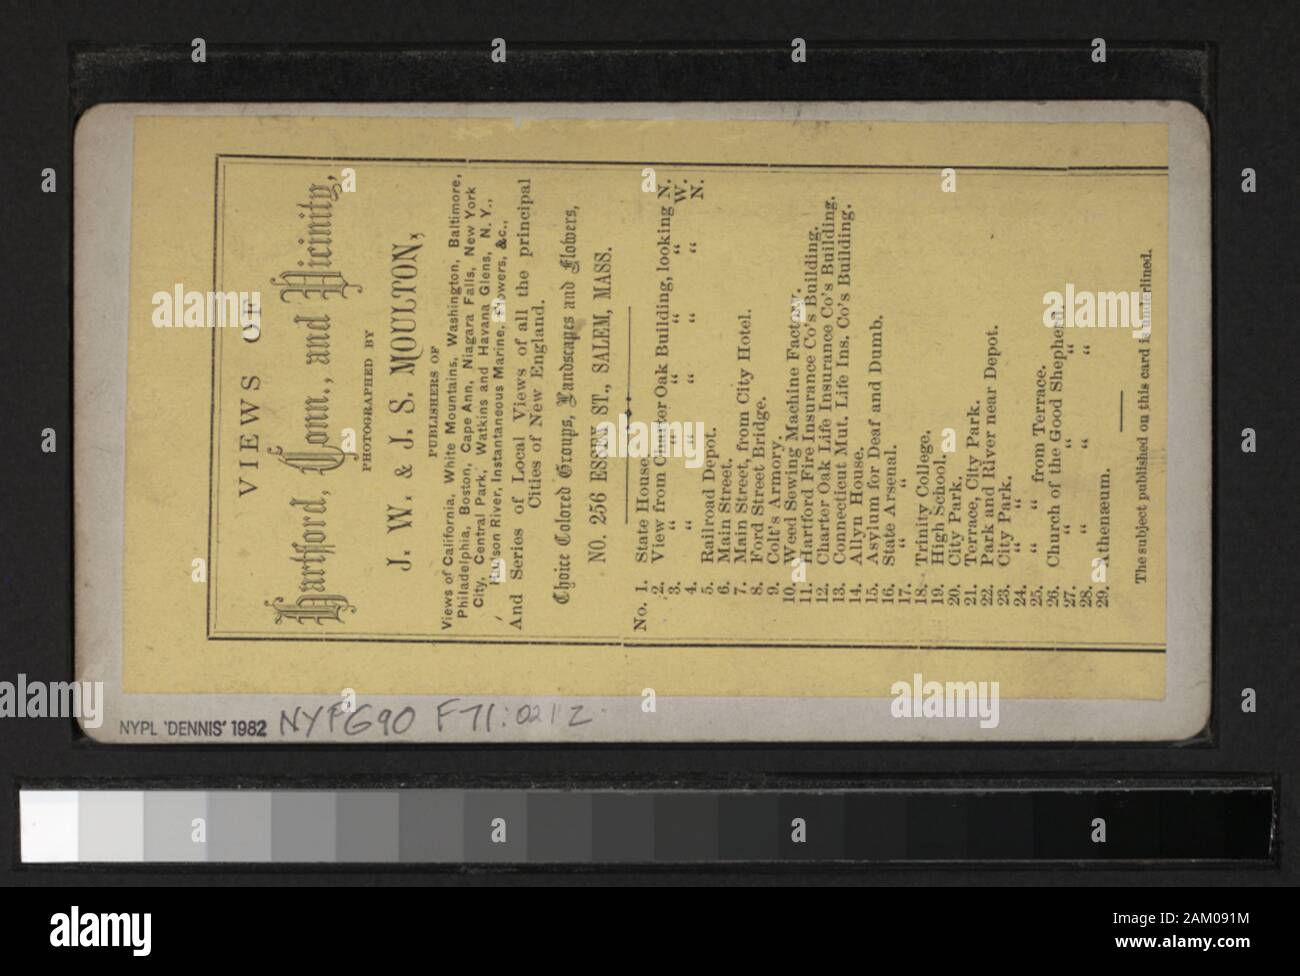 VIEWS OF
Hartford, Conn., and Vicinity,
PHOTOGRAPHED BY
J. W. & J. S. MOULTON,
PUBLISHERS OF
Views of California, White Mountains, Washington, Baltimore,
Philadelphia, Boston, Cape Ann, Niagara Falls, New York
City, Central Park, Watkins and Havana Glens, N. Y.,
Hudson River, Instantaneous Marine, Flowers, &c.,
And Series of Local Views of all the principal
Cities of New England.
Choice Colored Groups, Landscapes and Flowers,
NO. 256 ESSEX ST., SALEM, MASS.
No. 1. State House.
2. View from Charter Oak Building, looking N.
3. " " " " W.
4. " " " " N.
5. Railroad Depot.
6. Main Street.
7. Main Street, from City Hotel.
8. Ford Street Bridge.
9. Colt's Armory.
10. Weed Sewing Machine Factory.
11. Hartford Fire Insurance Co's Building.
12. Charter Oak Life Insurance Co's Building.
13. Connecticut Mut. Life Ins. Co's Building.
14. Allyn House.
15. Asylum for Deaf and Dumb.
16. State Arsenal.
17. " "
18. Trinity College.
19. High School.
20. City Park.
21. Terrace, City Park.
22. Park and River near Depot.
23. City Park.
24. " "
25. " " from Terrace.
26. Church of the Good Shepherd.
27. " " "
28. " " "
29. Athenæum.
The subject published on this card is underlined.
NYPL 'DENNIS' 1982 NYPG90 F71:0212
alamy
Image ID: 2AM091M
www.alamy.com